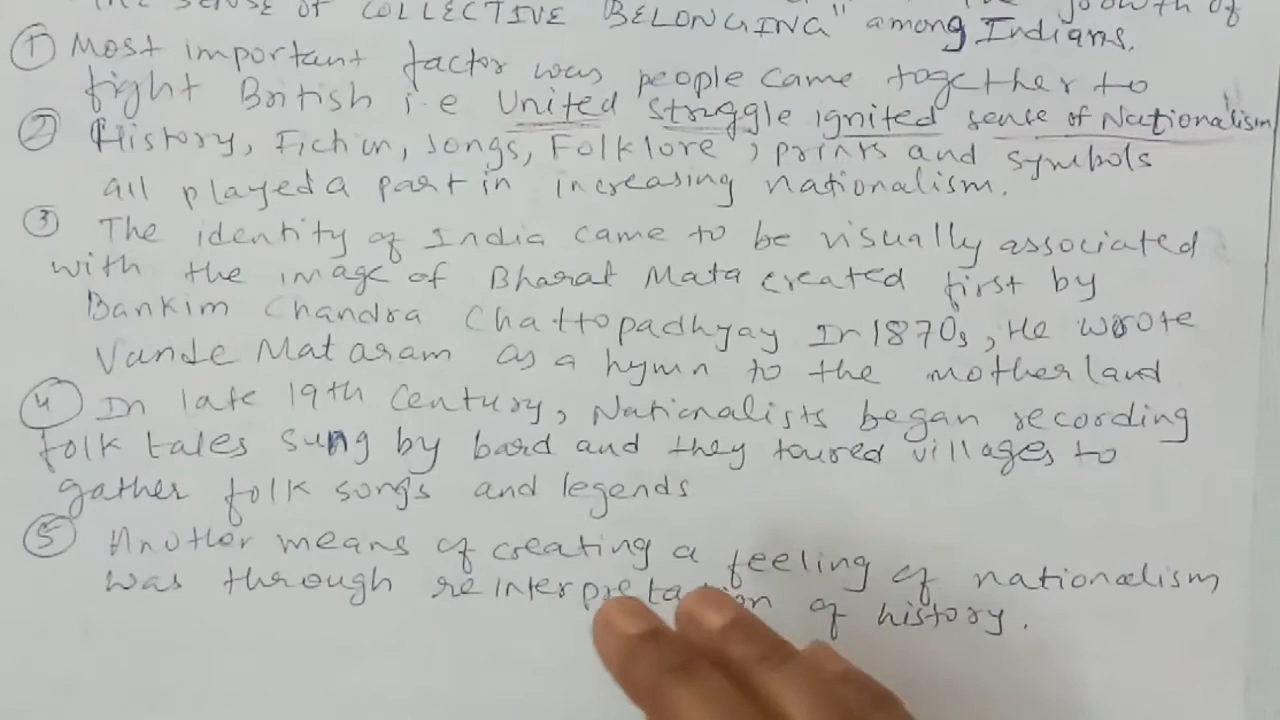 THE SENSE OF COLLECTIVE BELONGING" among Indians.
① Most important factor was people came together to
fight British i.e United Struggle ignited sense of Nationalism
② History, Fiction, songs, Folklore, prints and symbols
all played a part in increasing nationalism.
③ The identity of India came to be visually associated
with the image of Bharat Mata created first by
Bankim Chandra Chattopadhyay In 1870s, He wrote
Vande Mataram as a hymn to the motherland
④ In late 19th Century, Nationalists began recording
folk tales sung by bard and they toured villages to
gather folk songs and legends
⑤ Another means of creating a feeling of nationalism
was through reinterpretation of history.